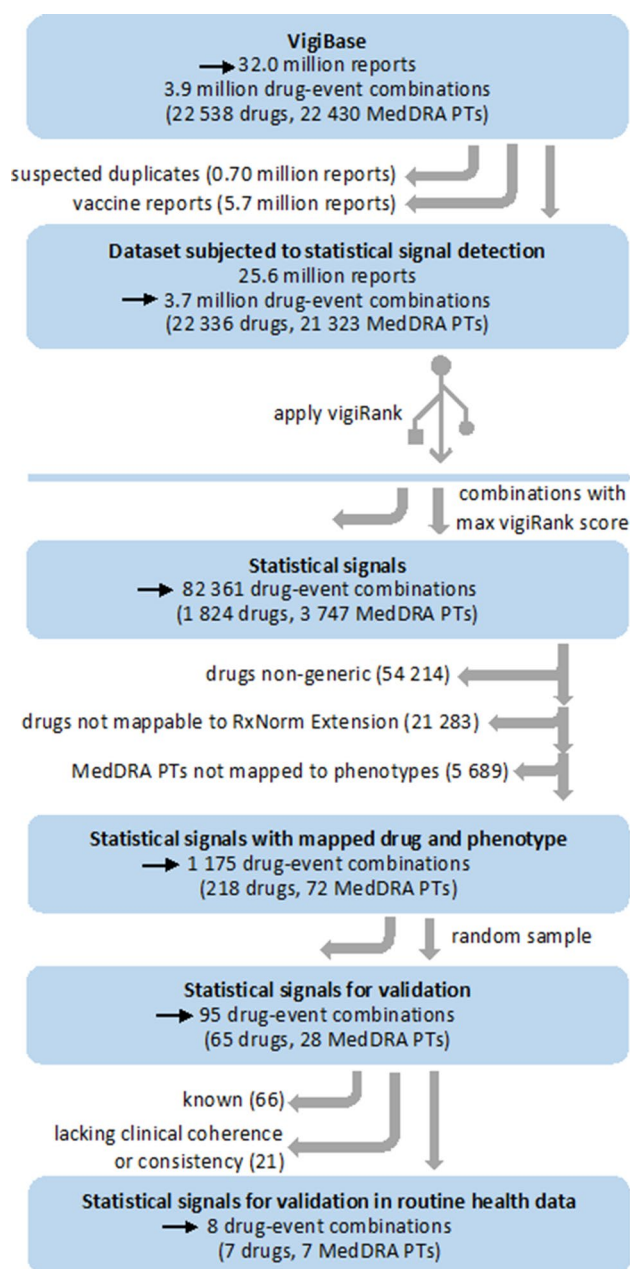 VigiBase
32.0 million reports
3.9 million drug-event combinations
(22 538 drugs, 22 430 MedDRA PTs)
suspected duplicates (0.70 million reports)
vaccine reports (5.7 million reports)
Dataset subjected to statistical signal detection
25.6 million reports
3.7 million drug-event combinations
(22 336 drugs, 21 323 MedDRA PTs)
apply vigiRank
combinations with
max vigiRank score
Statistical signals
82 361 drug-event combinations
(1 824 drugs, 3 747 MedDRA PTs)
drugs non-generic (54 214)
drugs not mappable to RxNorm Extension (21 283)
MedDRA PTs not mapped to phenotypes (5 689)
Statistical signals with mapped drug and phenotype
1 175 drug-event combinations
(218 drugs, 72 MedDRA PTs)
random sample
Statistical signals for validation
95 drug-event combinations
(65 drugs, 28 MedDRA PTs)
known (66)
lacking clinical coherence
or consistency (21)
Statistical signals for validation in routine health data
8 drug-event combinations
(7 drugs, 7 MedDRA PTs)